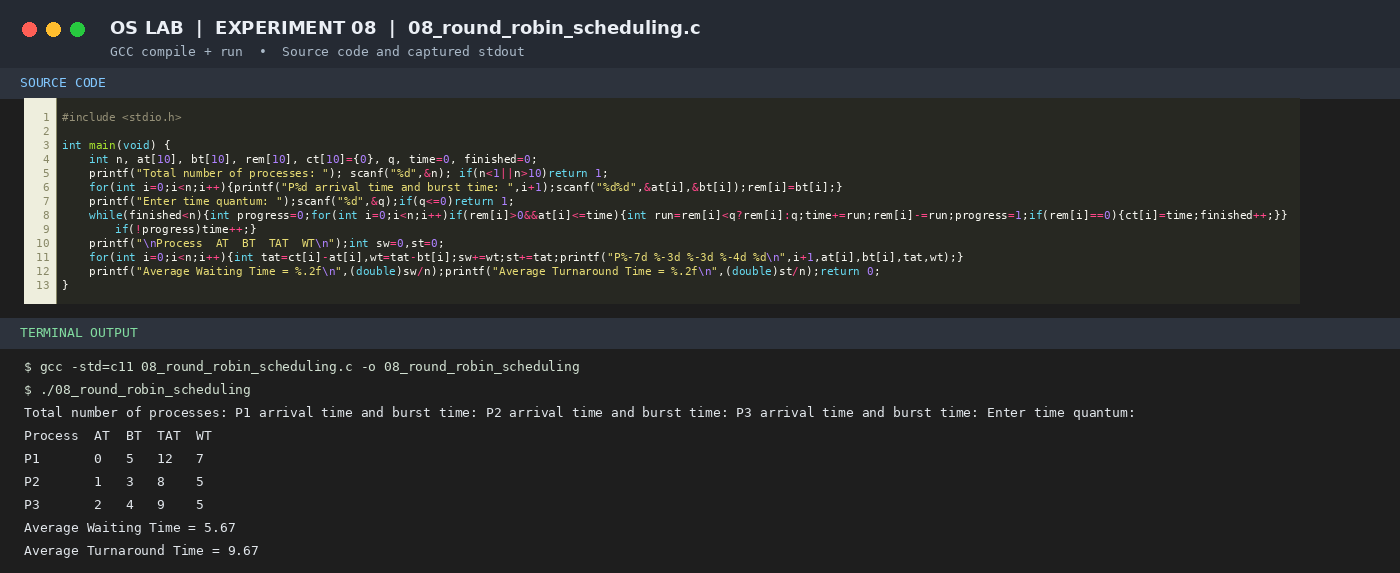 OS LAB | EXPERIMENT 08 | 08_round_robin_scheduling.c
GCC compile + run • Source code and captured stdout
SOURCE CODE
1 #include <stdio.h>
2
3 int main(void) {
4     int n, at[10], bt[10], rem[10], ct[10]={0}, q, time=0, finished=0;
5     printf("Total number of processes: "); scanf("%d",&n); if(n<1||n>10)return 1;
6     for(int i=0;i<n;i++){printf("P%d arrival time and burst time: ",i+1);scanf("%d%d",&at[i],&bt[i]);rem[i]=bt[i];}
7     printf("Enter time quantum: ");scanf("%d",&q);if(q<=0)return 1;
8     while(finished<n){int progress=0;for(int i=0;i<n;i++)if(rem[i]>0&&at[i]<=time){int run=rem[i]<q?rem[i]:q;time+=run;rem[i]-=run;progress=1;if(rem[i]==0){ct[i]=time;finished++;}}
9         if(!progress)time++;}
10     printf("\nProcess  AT  BT  TAT  WT\n");int sw=0,st=0;
11     for(int i=0;i<n;i++){int tat=ct[i]-at[i],wt=tat-bt[i];sw+=wt;st+=tat;printf("P%-7d %-3d %-3d %-4d %d\n",i+1,at[i],bt[i],tat,wt);}
12     printf("Average Waiting Time = %.2f\n",(double)sw/n);printf("Average Turnaround Time = %.2f\n",(double)st/n);return 0;
13 }
TERMINAL OUTPUT
$ gcc -std=c11 08_round_robin_scheduling.c -o 08_round_robin_scheduling
$ ./08_round_robin_scheduling
Total number of processes: P1 arrival time and burst time: P2 arrival time and burst time: P3 arrival time and burst time: Enter time quantum:
Process  AT  BT  TAT  WT
P1       0   5   12   7
P2       1   3   8    5
P3       2   4   9    5
Average Waiting Time = 5.67
Average Turnaround Time = 9.67